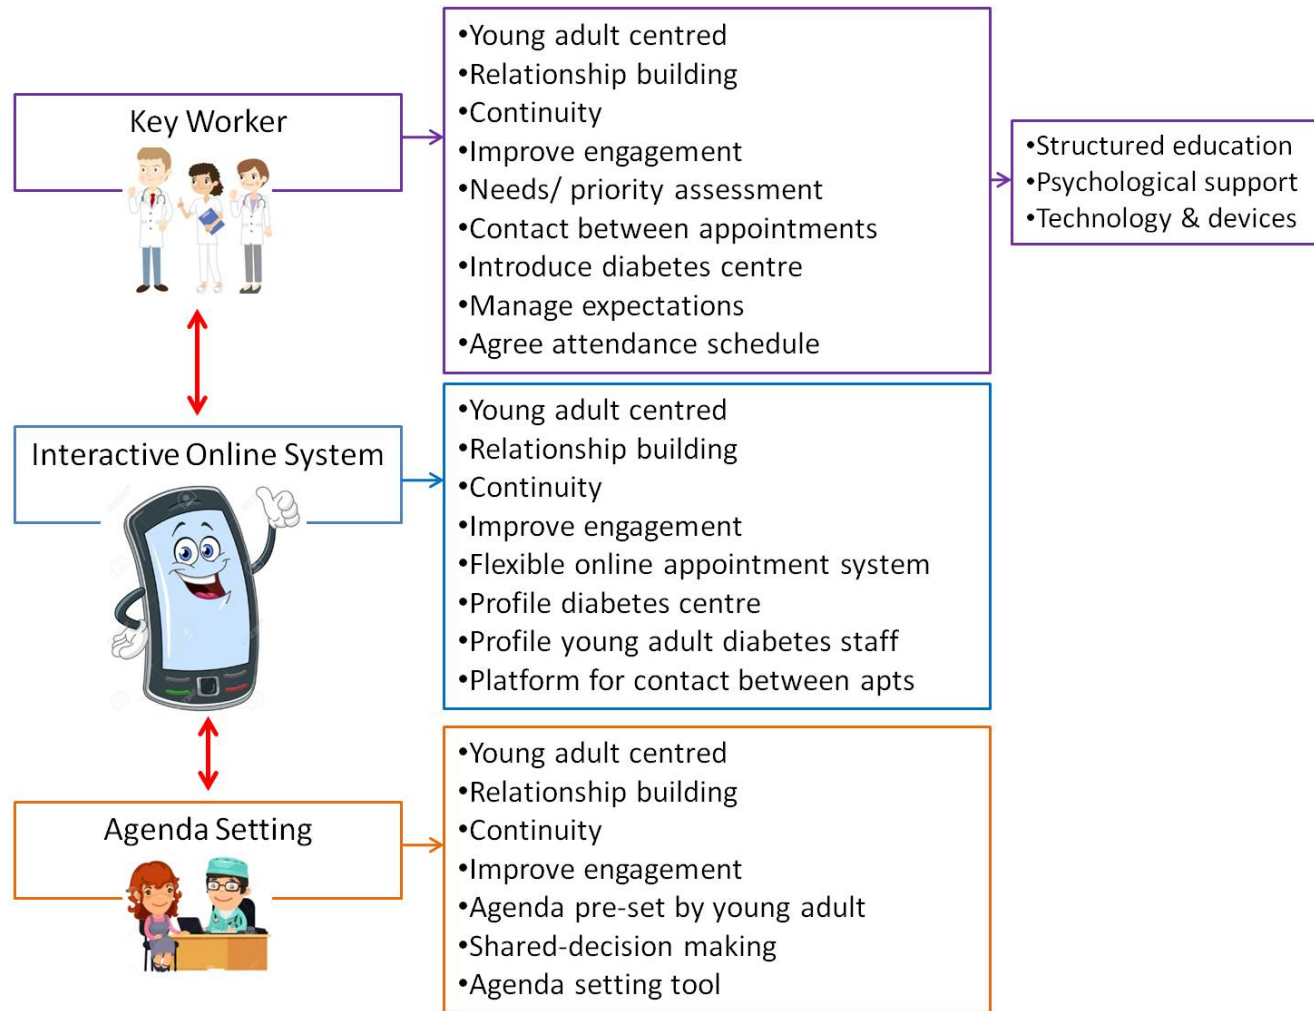 Key Worker
•Young adult centred
•Relationship building
•Continuity
•Improve engagement
•Needs/ priority assessment
•Contact between appointments
•Introduce diabetes centre
•Manage expectations
•Agree attendance schedule
•Structured education
•Psychological support
•Technology & devices
Interactive Online System
•Young adult centred
•Relationship building
•Continuity
•Improve engagement
•Flexible online appointment system
•Profile diabetes centre
•Profile young adult diabetes staff
•Platform for contact between apts
Agenda Setting
•Young adult centred
•Relationship building
•Continuity
•Improve engagement
•Agenda pre-set by young adult
•Shared-decision making
•Agenda setting tool